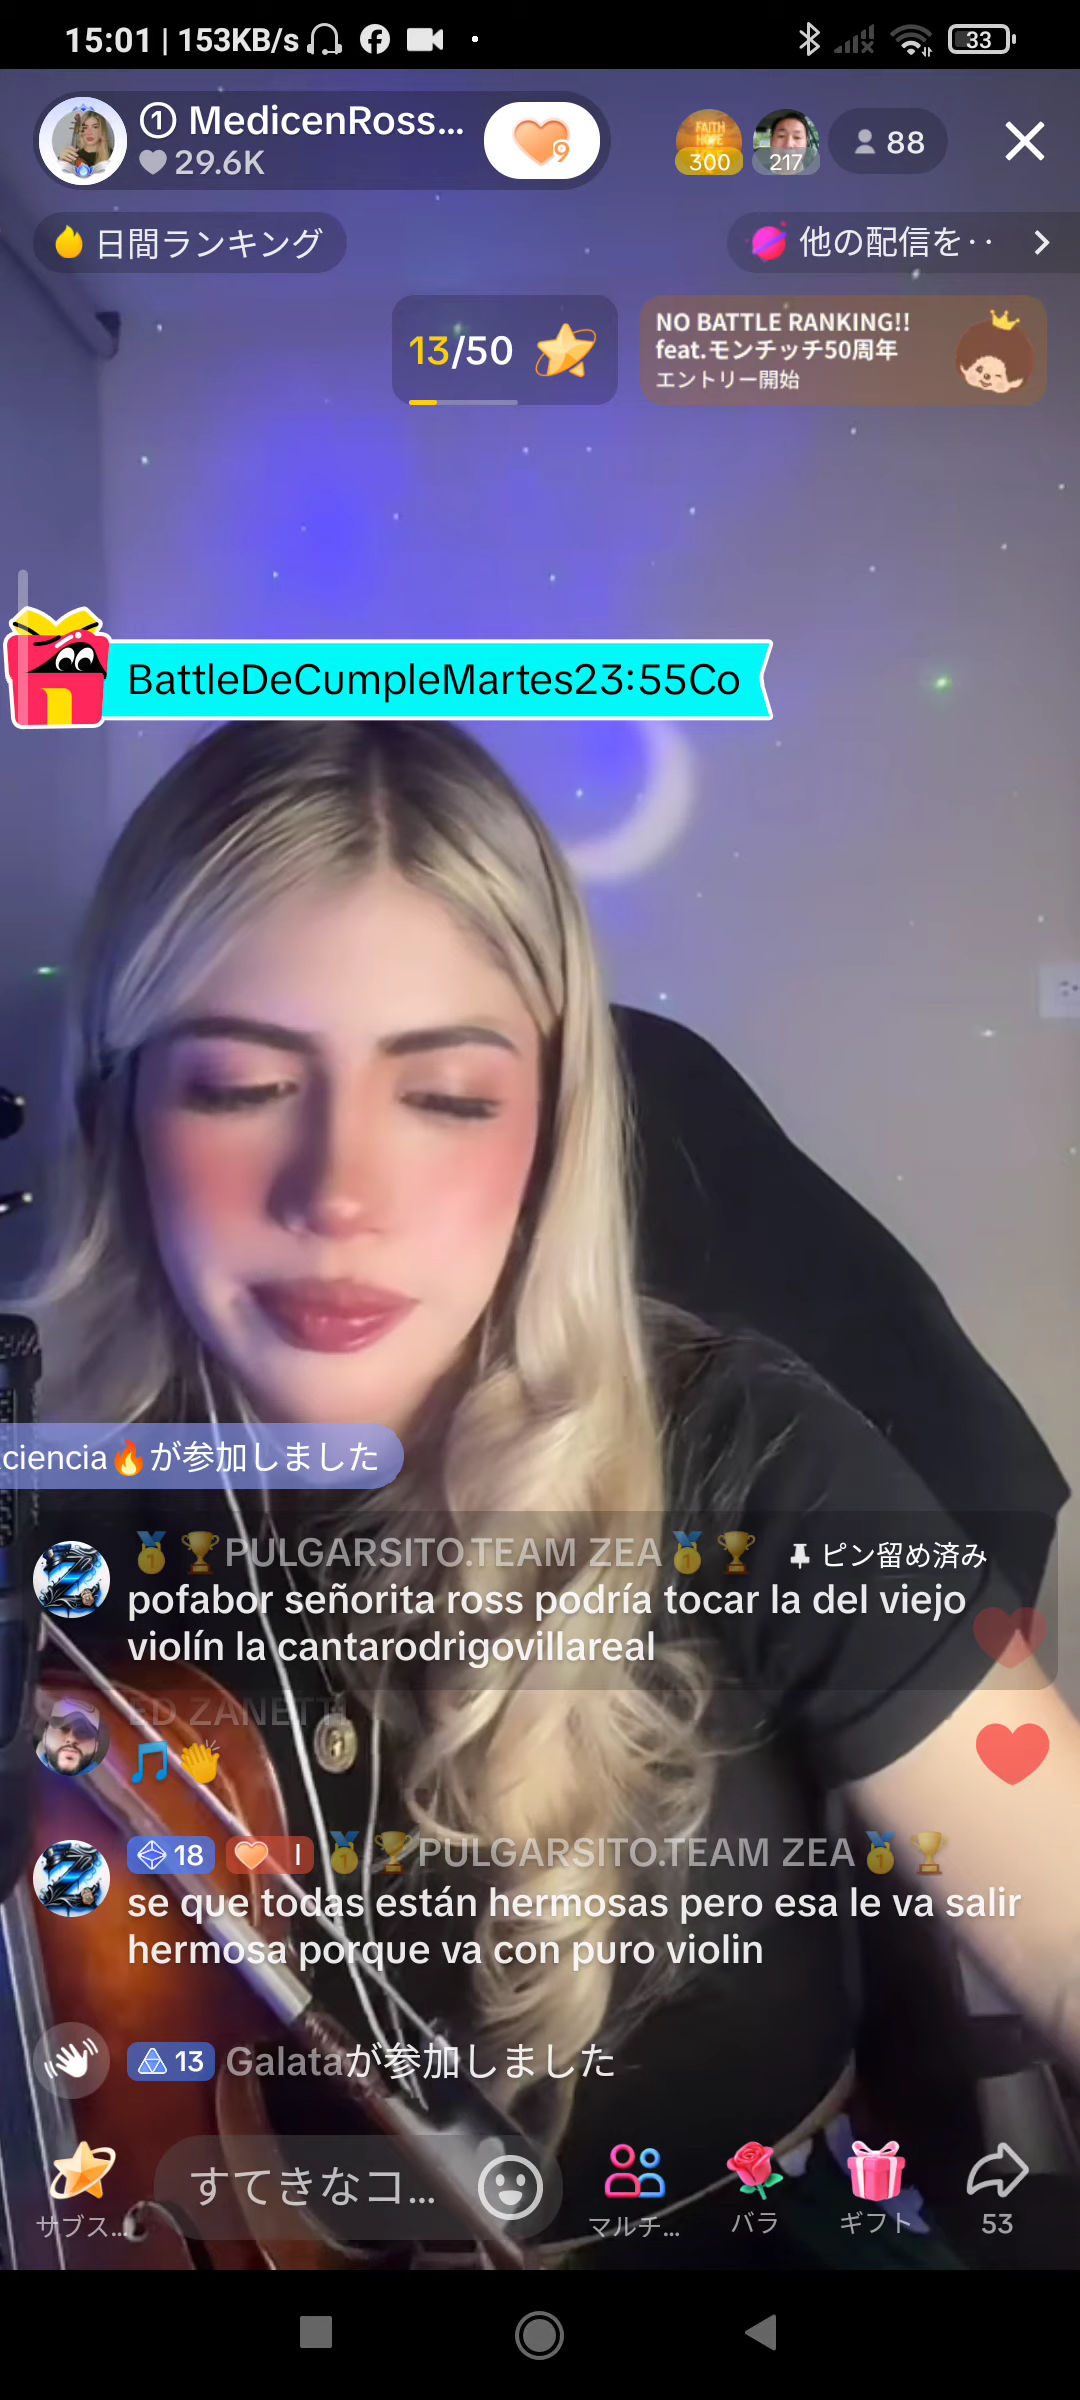 15:01 | 153KB/s
33
① MedicenRoss...
29.6K
9
FAITH
HOPE
300
217
88
日間ランキング
他の配信を··
13/50
NO BATTLE RANKING!!
feat.モンチッチ50周年
エントリー開始
BattleDeCumpleMartes23:55Co
ciencia🔥が参加しました
🥇🏆PULGARSITO.TEAM ZEA🥇🏆
ピン留め済み
pofabor señorita ross podría tocar la del viejo
violín la cantarodrigovillareal
ED ZANETTI
🎵👏
18 I 🥇🏆PULGARSITO.TEAM ZEA🥇🏆
se que todas están hermosas pero esa le va salir
hermosa porque va con puro violin
13 Galataが参加しました
すてきなコ...
サブス...
マルチ...
バラ
ギフト
53